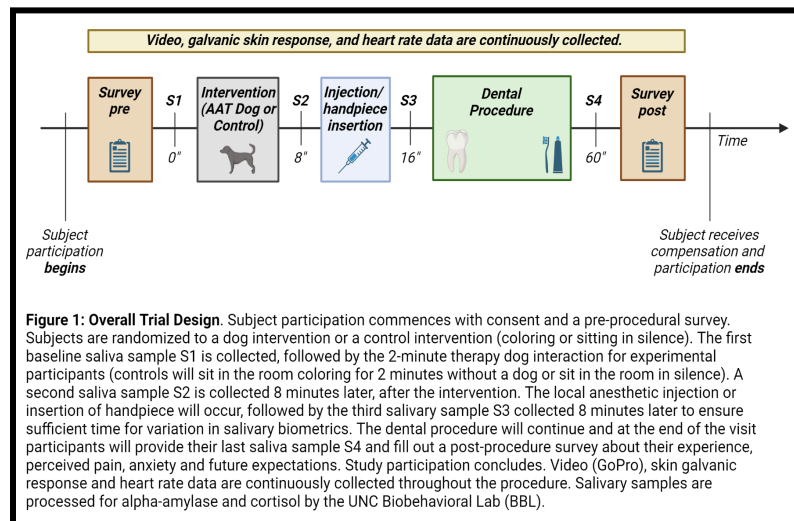 Video, galvanic skin response, and heart rate data are continuously collected.
Survey
pre
S1
0"
Intervention
(AAT Dog or
Control)
S2
8"
Injection/
handpiece
insertion
S3
16"
Dental
Procedure
S4
60"
Survey
post
Time
Subject
participation
begins
Subject receives
compensation and
participation ends
Figure 1: Overall Trial Design. Subject participation commences with consent and a pre-procedural survey.
Subjects are randomized to a dog intervention or a control intervention (coloring or sitting in silence). The first
baseline saliva sample S1 is collected, followed by the 2-minute therapy dog interaction for experimental
participants (controls will sit in the room coloring for 2 minutes without a dog or sit in the room in silence). A
second saliva sample S2 is collected 8 minutes later, after the intervention. The local anesthetic injection or
insertion of handpiece will occur, followed by the third salivary sample S3 collected 8 minutes later to ensure
sufficient time for variation in salivary biometrics. The dental procedure will continue and at the end of the visit
participants will provide their last saliva sample S4 and fill out a post-procedure survey about their experience,
perceived pain, anxiety and future expectations. Study participation concludes. Video (GoPro), skin galvanic
response and heart rate data are continuously collected throughout the procedure. Salivary samples are
processed for alpha-amylase and cortisol by the UNC Biobehavioral Lab (BBL).